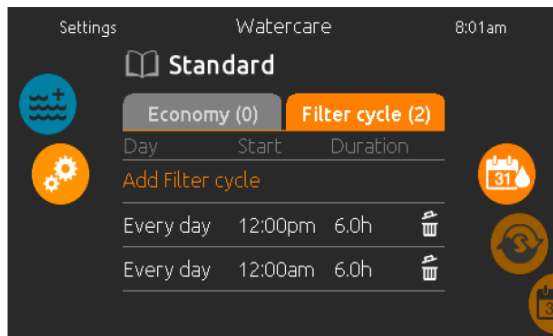 Settings Watercare 8:01am
Standard
Economy (0) Filter cycle (2)
Day Start Duration
Add Filter cycle
31
Every day 12:00pm 6.0h
Every day 12:00am 6.0h